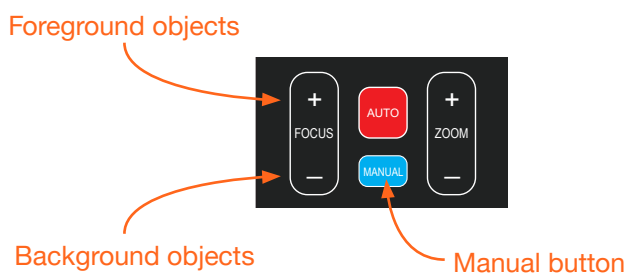 Foreground objects
+ + 
FOCUS AUTO ZOOM
MANUAL
– –
Background objects
Manual button